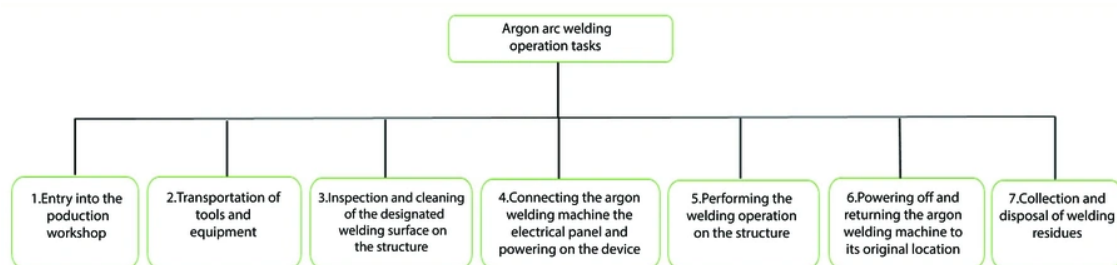 Argon arc welding
operation tasks
1.Entry into the
poduction
workshop
2.Transportation of
tools and
equipment
3.Inspection and cleaning
of the designated
welding surface on
the structure
4.Connecting the argon
welding machine the
electrical panel and
powering on the device
5.Performing the
welding operation
on the structure
6.Powering off and
returning the argon
welding machine to
its original location
7.Collection and
disposal of welding
residues